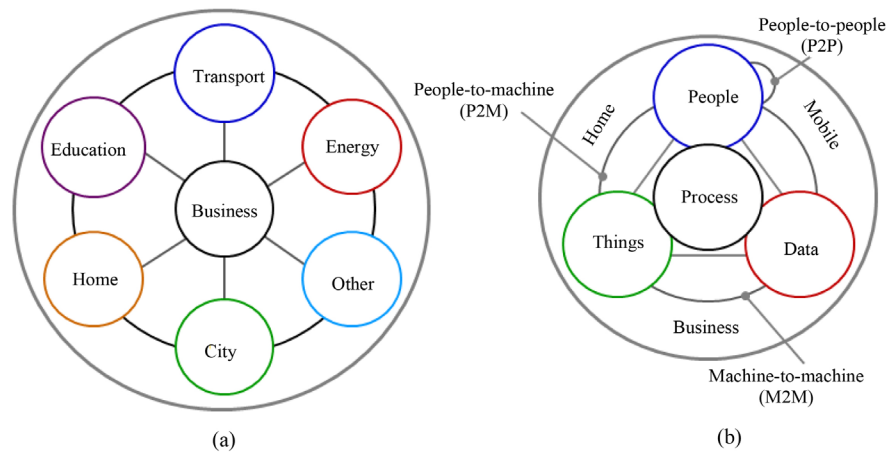 Transport
Education
Energy
Business
Home
Other
City
(a)
People-to-people
(P2P)
People-to-machine
(P2M)
People
Home
Mobile
Process
Things
Data
Business
Machine-to-machine
(M2M)
(b)